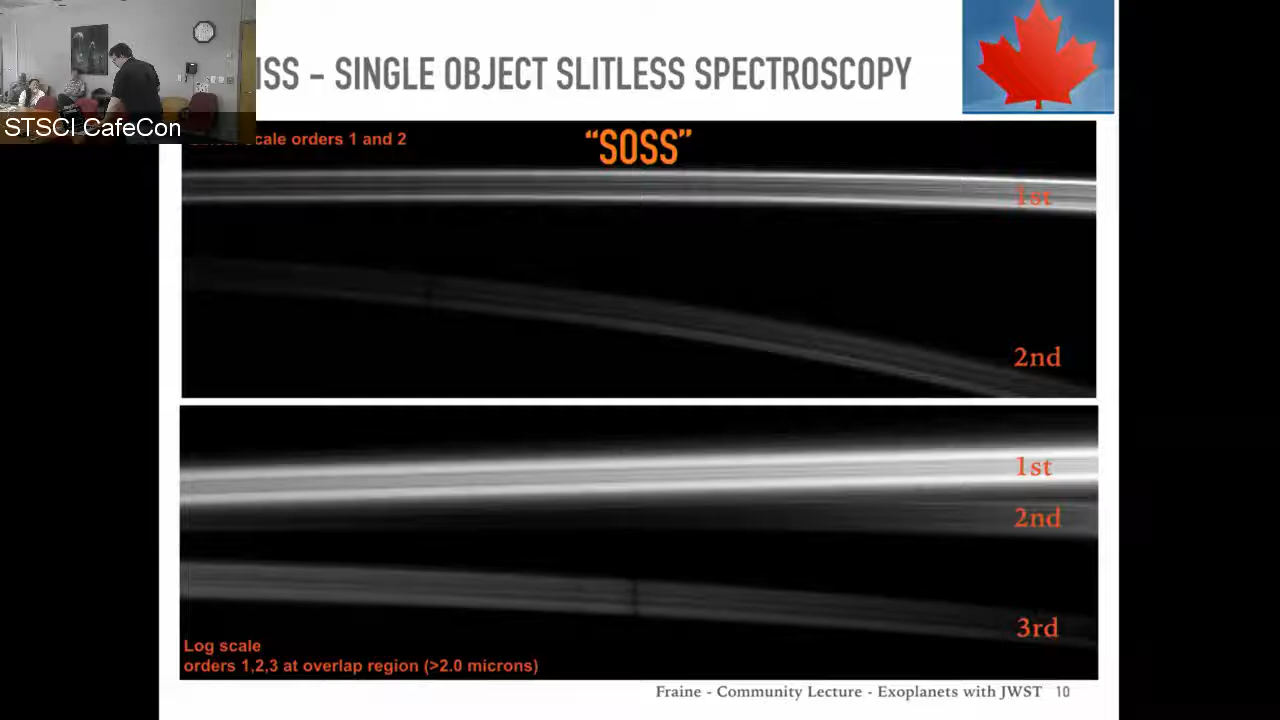 ISS – SINGLE OBJECT SLITLESS SPECTROSCOPY
STSCI CafeCon
scale orders 1 and 2
“SOSS”
1st
2nd
1st
2nd
3rd
Log scale
orders 1,2,3 at overlap region (>2.0 microns)
Fraine - Community Lecture - Exoplanets with JWST 10